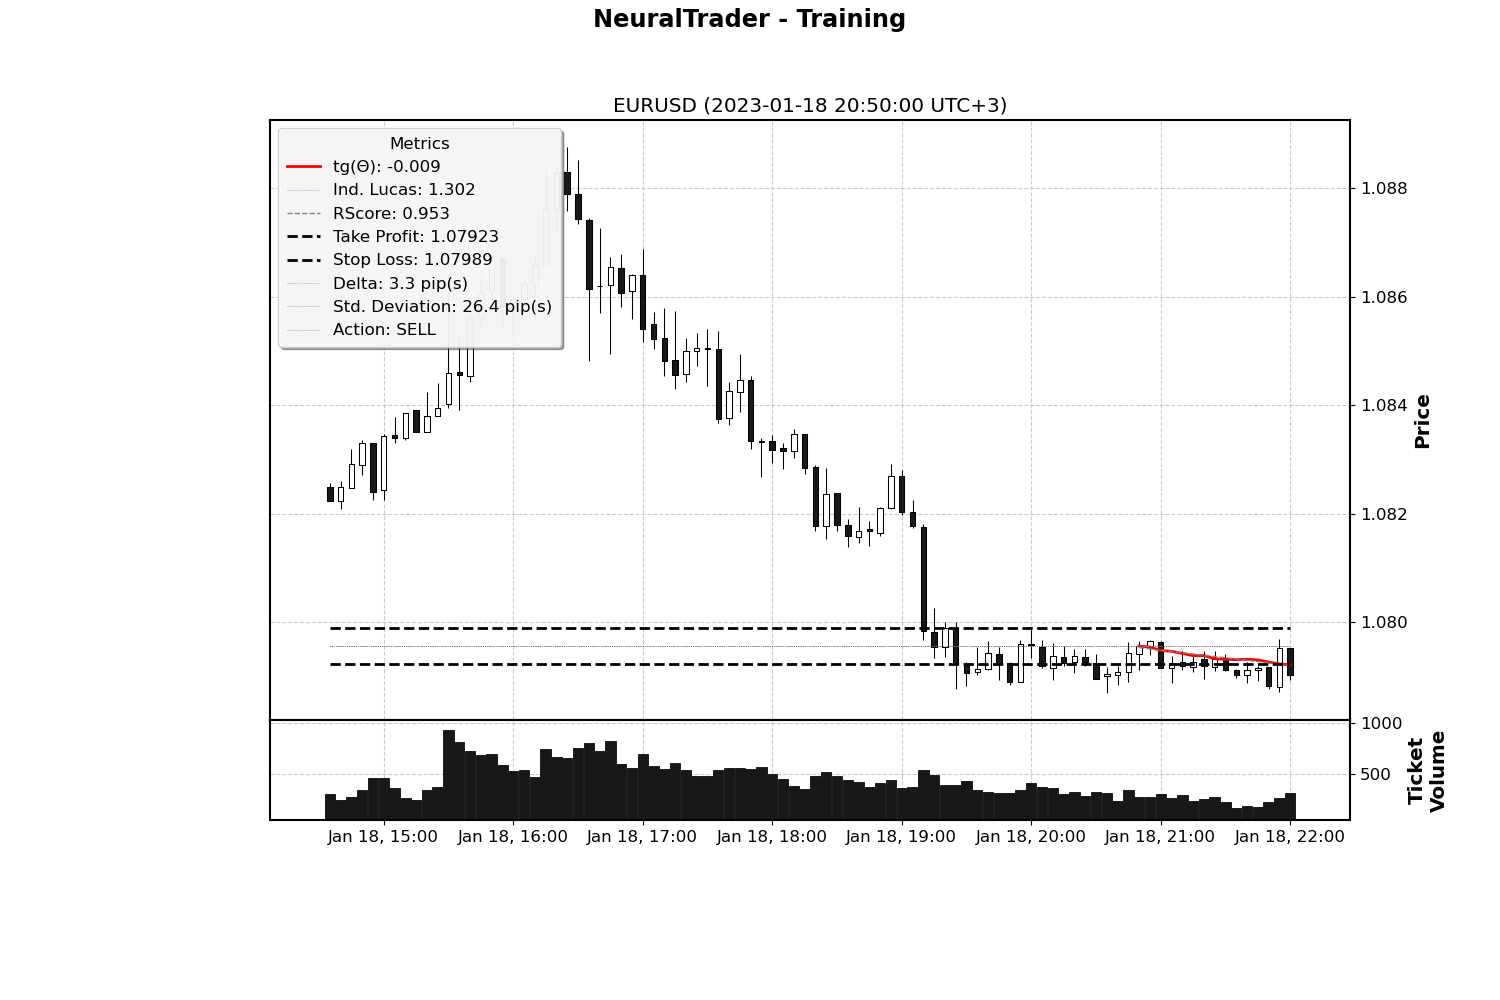 NeuralTrader - Training
EURUSD (2023-01-18 20:50:00 UTC+3)
Metrics
tg(Θ): -0.009
Ind. Lucas: 1.302
RScore: 0.953
Take Profit: 1.07923
Stop Loss: 1.07989
Delta: 3.3 pip(s)
Std. Deviation: 26.4 pip(s)
Action: SELL
1.088
1.086
1.084
1.082
1.080
Price
1000
500
Ticket
Volume
Jan 18, 15:00
Jan 18, 16:00
Jan 18, 17:00
Jan 18, 18:00
Jan 18, 19:00
Jan 18, 20:00
Jan 18, 21:00
Jan 18, 22:00